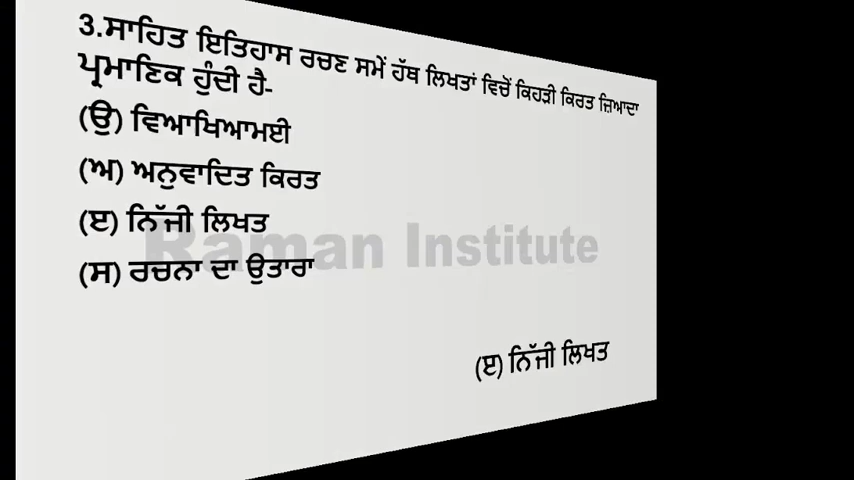 3.ਸਾਹਿਤ ਇਤਿਹਾਸ ਰਚਣ ਸਮੇਂ ਹੱਥ ਲਿਖਤਾਂ ਵਿਚੋਂ ਕਿਹੜੀ ਕਿਰਤ ਜ਼ਿਆਦਾ
ਪ੍ਰਮਾਣਿਕ ਹੁੰਦੀ ਹੈ-
(ਉ) ਵਿਆਖਿਆਮਈ
(ਅ) ਅਨੁਵਾਦਿਤ ਕਿਰਤ
(ੲ) ਨਿੱਜੀ ਲਿਖਤ
Raman Institute
(ਸ) ਰਚਨਾ ਦਾ ਉਤਾਰਾ
(ੲ) ਨਿੱਜੀ ਲਿਖਤ